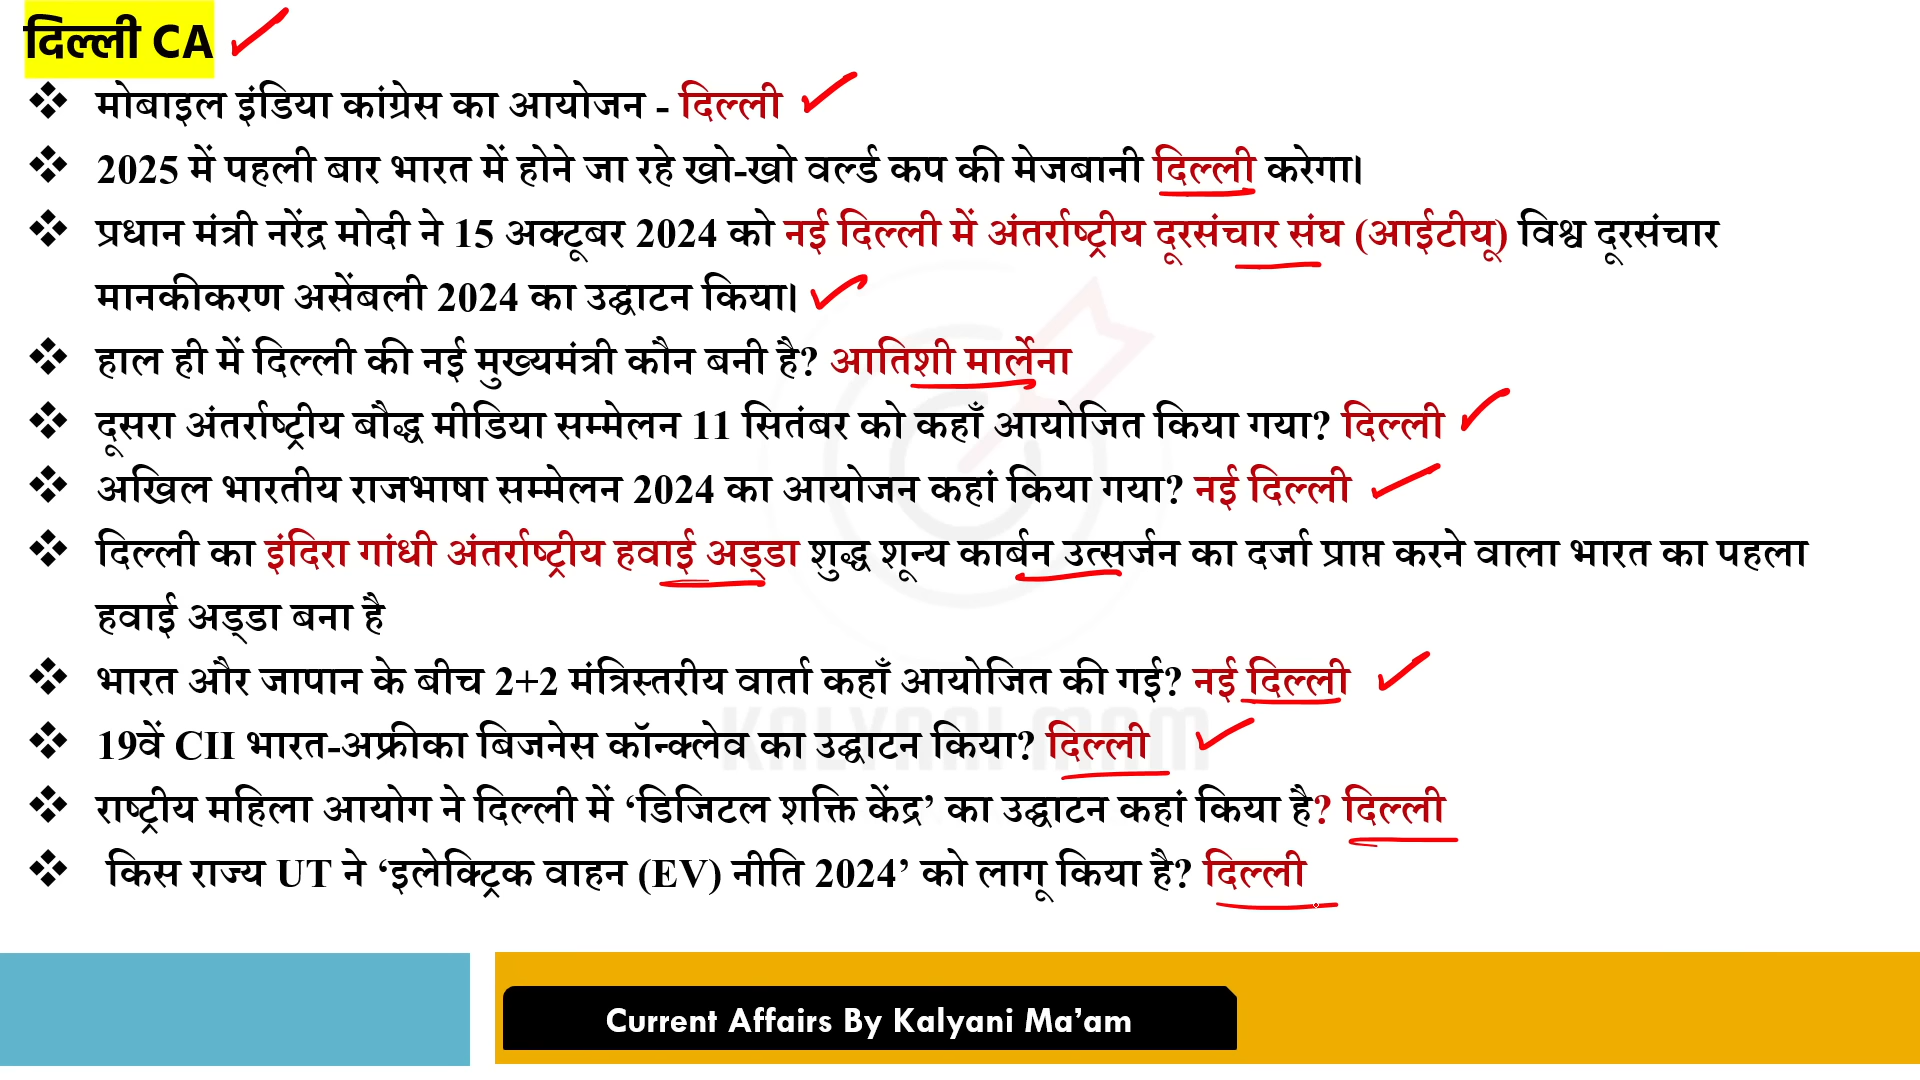 दिल्ली CA
❖ मोबाइल इंडिया कांग्रेस का आयोजन - दिल्ली
❖ 2025 में पहली बार भारत में होने जा रहे खो-खो वर्ल्ड कप की मेजबानी दिल्ली करेगा।
❖ प्रधान मंत्री नरेंद्र मोदी ने 15 अक्टूबर 2024 को नई दिल्ली में अंतर्राष्ट्रीय दूरसंचार संघ (आईटीयू) विश्व दूरसंचार
मानकीकरण असेंबली 2024 का उद्घाटन किया।
❖ हाल ही में दिल्ली की नई मुख्यमंत्री कौन बनी है? आतिशी मार्लेना
❖ दूसरा अंतर्राष्ट्रीय बौद्ध मीडिया सम्मेलन 11 सितंबर को कहाँ आयोजित किया गया? दिल्ली
❖ अखिल भारतीय राजभाषा सम्मेलन 2024 का आयोजन कहां किया गया? नई दिल्ली
❖ दिल्ली का इंदिरा गांधी अंतर्राष्ट्रीय हवाई अड्डा शुद्ध शून्य कार्बन उत्सर्जन का दर्जा प्राप्त करने वाला भारत का पहला
हवाई अड्डा बना है
❖ भारत और जापान के बीच 2+2 मंत्रिस्तरीय वार्ता कहाँ आयोजित की गई? नई दिल्ली
❖ 19वें CII भारत-अफ्रीका बिजनेस कॉन्क्लेव का उद्घाटन किया? दिल्ली
KALYANI MAM
❖ राष्ट्रीय महिला आयोग ने दिल्ली में ‘डिजिटल शक्ति केंद्र’ का उद्घाटन कहां किया है? दिल्ली
❖ किस राज्य UT ने ‘इलेक्ट्रिक वाहन (EV) नीति 2024’ को लागू किया है? दिल्ली
Current Affairs By Kalyani Ma’am